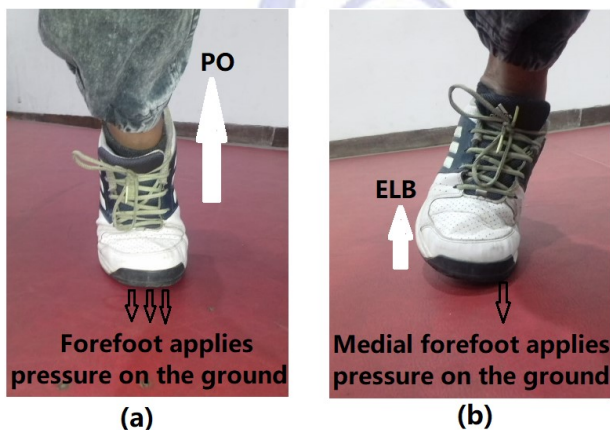 PO
Forefoot applies
pressure on the ground
(a)
ELB
Medial forefoot applies
pressure on the ground
(b)